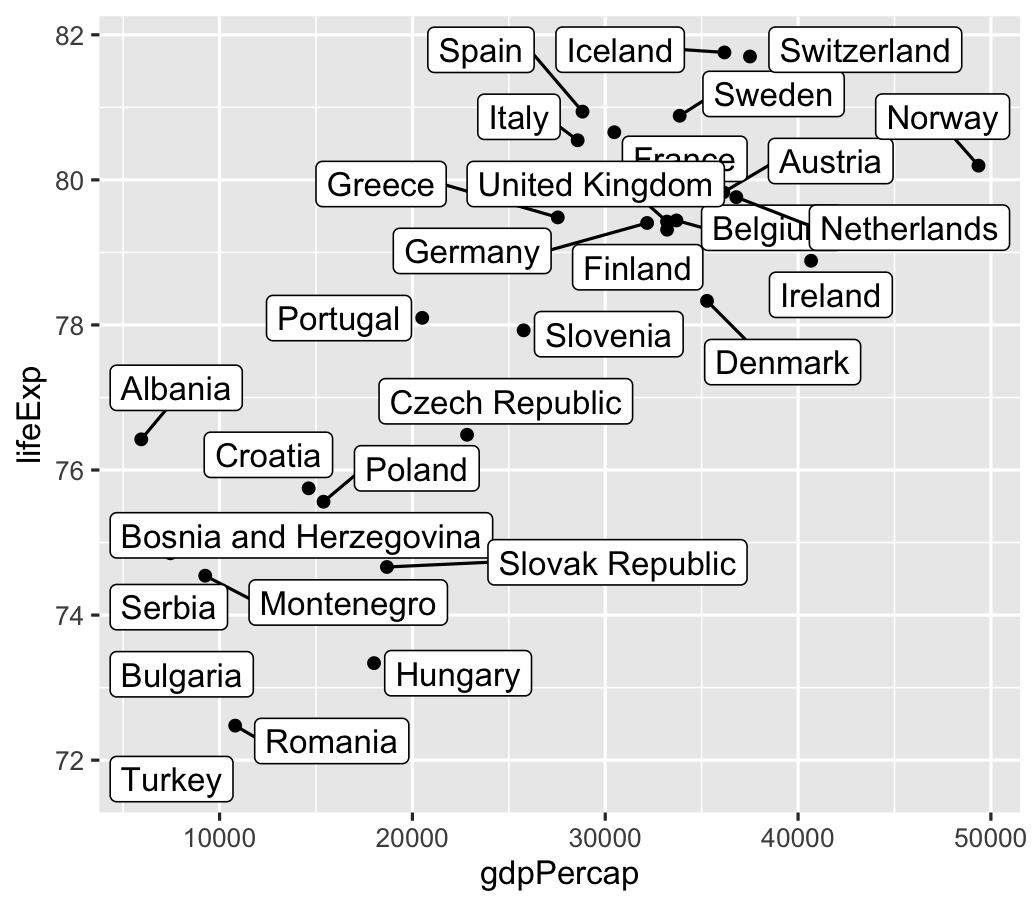 82
Spain
Iceland
Switzerland
Sweden
Italy
Norway
France
Austria
80
Greece
United Kingdom
Belgium
Netherlands
Germany
Finland
Ireland
Portugal
78
Slovenia
Denmark
Albania
Czech Republic
lifeExp
Croatia
Poland
76
Bosnia and Herzegovina
Slovak Republic
Serbia
Montenegro
74
Bulgaria
Hungary
Romania
72
Turkey
10000
20000
30000
40000
50000
gdpPercap